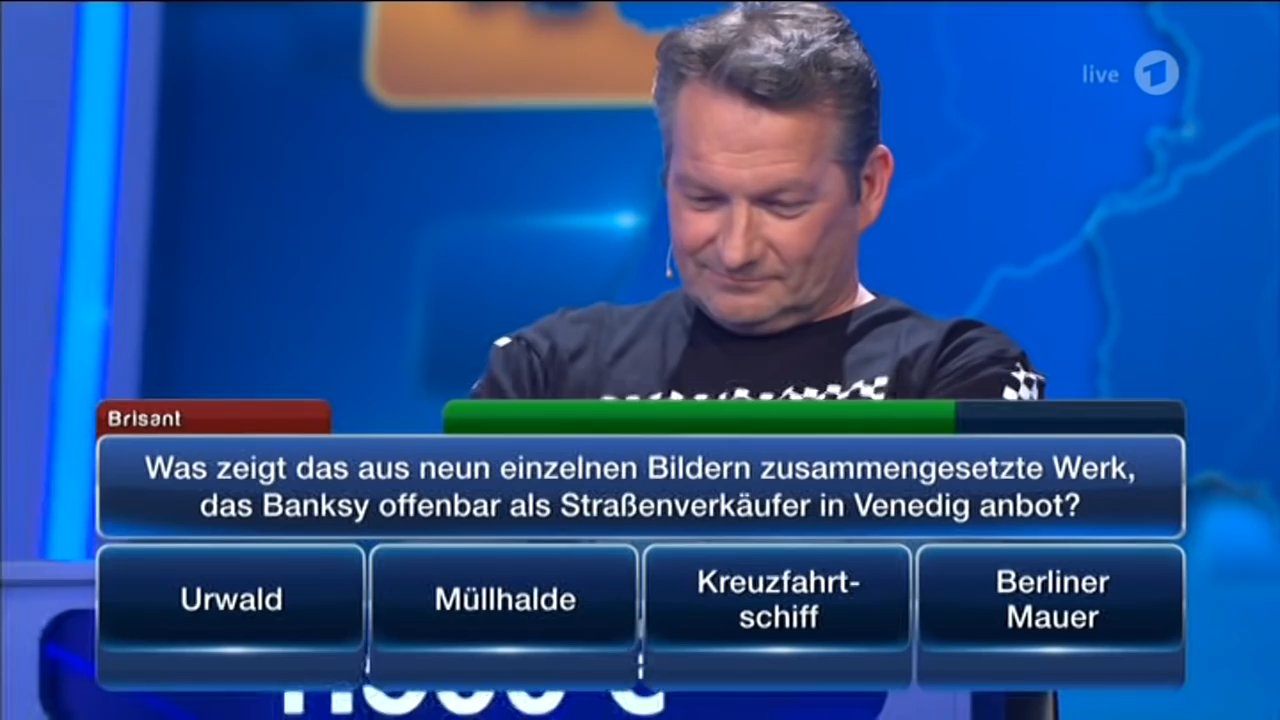 live 1
Brisant
Was zeigt das aus neun einzelnen Bildern zusammengesetzte Werk,
das Banksy offenbar als Straßenverkäufer in Venedig anbot?
Urwald
Müllhalde
Kreuzfahrt-
schiff
Berliner
Mauer